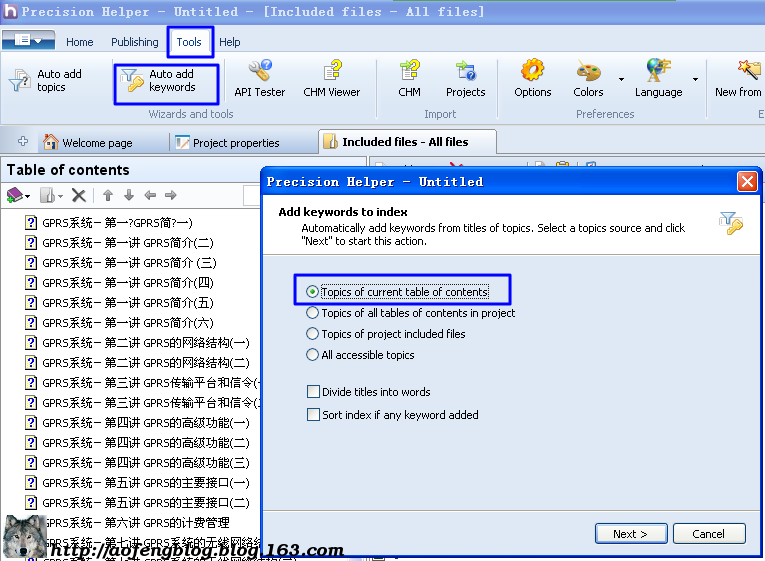 Precision Helper - Untitled - [Included files - All files]
Home Publishing Tools Help
Auto add topics
Auto add keywords
API Tester
CHM Viewer
CHM
Projects
Options
Colors
Language
New from
Wizards and tools
Import
Preferences
Welcome page
Project properties
Included files - All files
Table of contents
GPRS系统- 第一?GPRS简?一)
GPRS系统- 第一讲 GPRS简介(二)
GPRS系统- 第一讲 GPRS简介 (三)
GPRS系统- 第一讲 GPRS简介(四)
GPRS系统- 第一讲 GPRS简介(五)
GPRS系统- 第一讲 GPRS简介(六)
GPRS系统- 第二讲 GPRS的网络结构(一)
GPRS系统- 第二讲 GPRS的网络结构(二)
GPRS系统- 第三讲 GPRS传输平台和信令(
GPRS系统- 第三讲 GPRS传输平台和信令(
GPRS系统- 第四讲 GPRS的高级功能(一)
GPRS系统- 第四讲 GPRS的高级功能(二)
GPRS系统- 第四讲 GPRS的高级功能(三)
GPRS系统- 第五讲 GPRS的主要接口(一)
GPRS系统- 第五讲 GPRS的主要接口(二)
GPRS系统- 第六讲 GPRS的计费管理
GPRS系统- 第七讲 GPRS系统的无线网络
Precision Helper - Untitled
Add keywords to index
Automatically add keywords from titles of topics. Select a topics source and click
"Next" to start this action.
Topics of current table of contents
Topics of all tables of contents in project
Topics of project included files
All accessible topics
Divide titles into words
Sort index if any keyword added
Next >
Cancel
http://aofengblog.blog.163.com